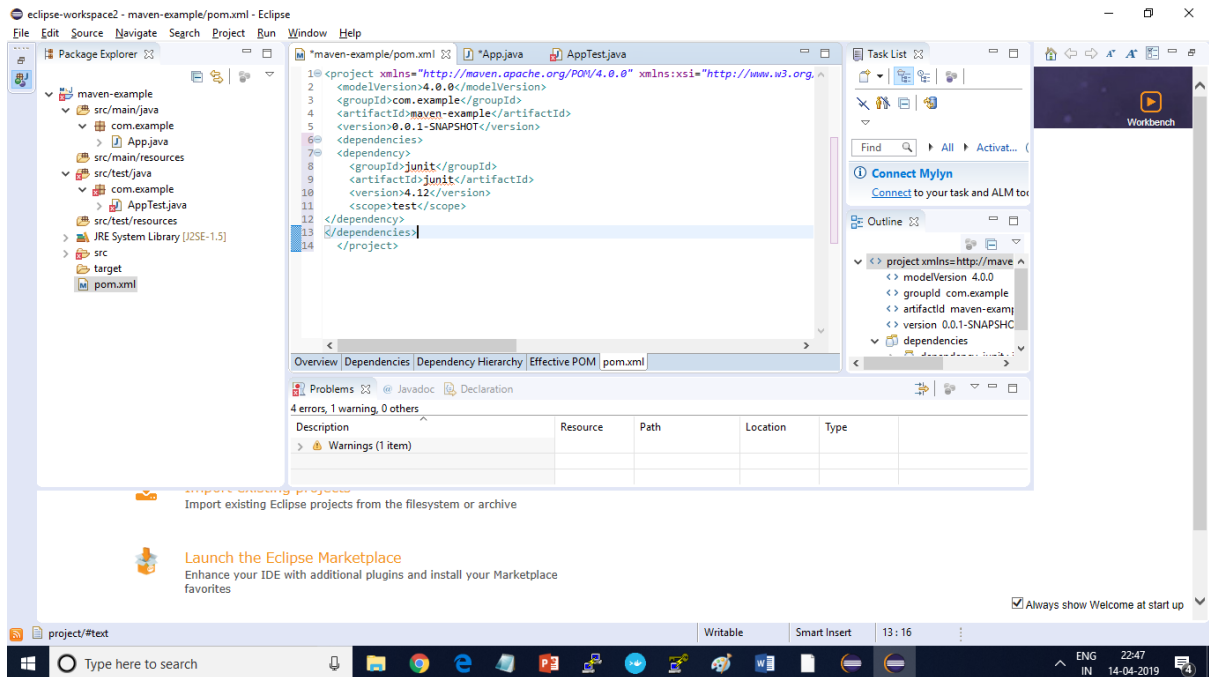 eclipse-workspace2 - maven-example/pom.xml - Eclipse
File Edit Source Navigate Search Project Run Window Help
Package Explorer
maven-example
src/main/java
com.example
App.java
src/main/resources
src/test/java
com.example
AppTest.java
src/test/resources
JRE System Library [J2SE-1.5]
src
target
pom.xml
*maven-example/pom.xml *App.java AppTest.java
1 <project xmlns="http://maven.apache.org/POM/4.0.0" xmlns:xsi="http://www.w3.org,
2 <modelVersion>4.0.0</modelVersion>
3 <groupId>com.example</groupId>
4 <artifactId>maven-example</artifactId>
5 <version>0.0.1-SNAPSHOT</version>
6 <dependencies>
7 <dependency>
8 <groupId>junit</groupId>
9 <artifactId>junit</artifactId>
10 <version>4.12</version>
11 <scope>test</scope>
12 </dependency>
13 </dependencies>
14 </project>
Overview Dependencies Dependency Hierarchy Effective POM pom.xml
Task List
Find All Activat...
Connect Mylyn
Connect to your task and ALM too
Outline
project xmlns=http://mave
modelVersion 4.0.0
groupId com.example
artifactId maven-examp
version 0.0.1-SNAPSHC
dependencies
Workbench
Problems Javadoc Declaration
4 errors, 1 warning, 0 others
Description Resource Path Location Type
Warnings (1 item)
Import existing projects
Import existing Eclipse projects from the filesystem or archive
Launch the Eclipse Marketplace
Enhance your IDE with additional plugins and install your Marketplace
favorites
Always show Welcome at start up
project/#text Writable Smart Insert 13 : 16
Type here to search
ENG 22:47
IN 14-04-2019 4